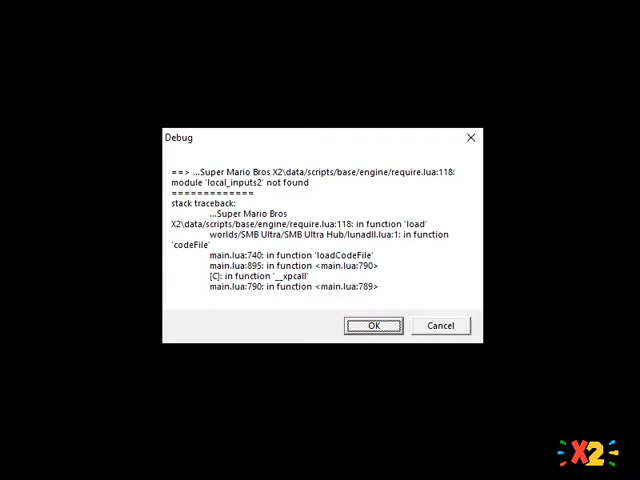 Debug
==> ...Super Mario Bros X2\data/scripts/base/engine/require.lua:118:
module 'local_inputs2' not found
=============
stack traceback:
...Super Mario Bros
X2\data/scripts/base/engine/require.lua:118: in function 'load'
worlds/SMB Ultra/SMB Ultra Hub/lunadll.lua:1: in function
'codeFile'
main.lua:740: in function 'loadCodeFile'
main.lua:895: in function <main.lua:790>
[C]: in function '__xpcall'
main.lua:790: in function <main.lua:789>
OK Cancel
X2